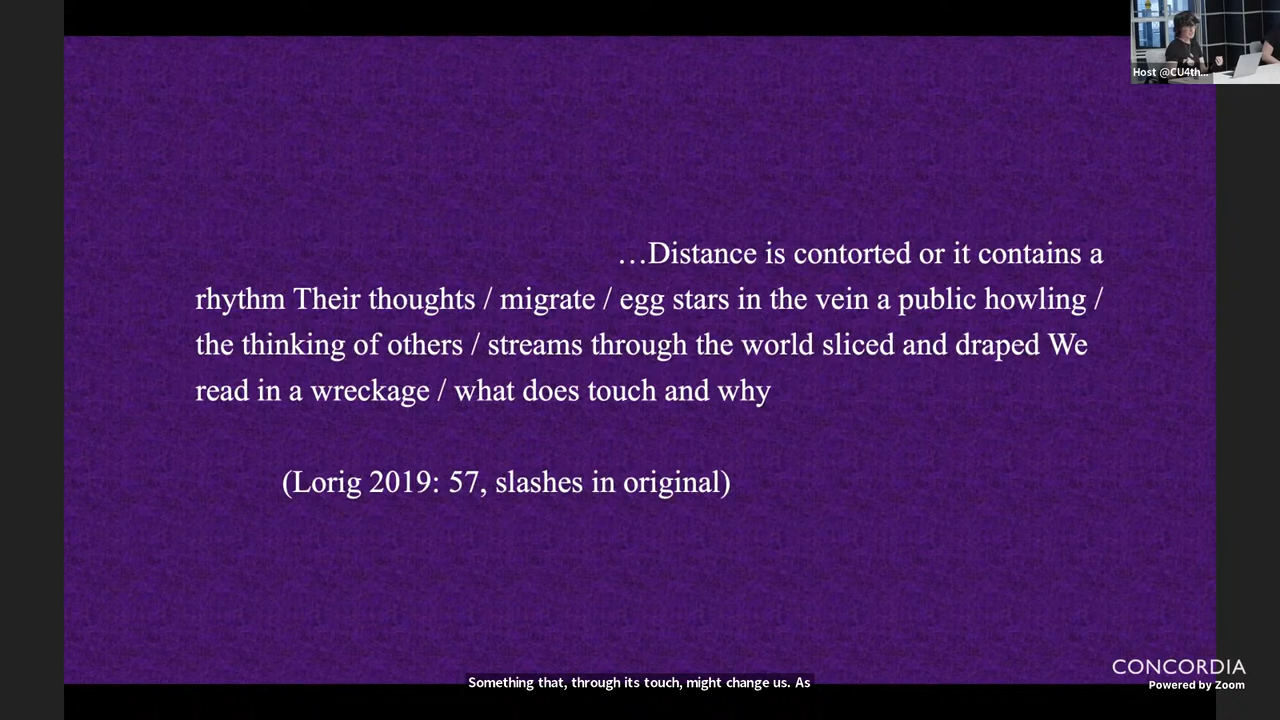 Host @CU4th...
...Distance is contorted or it contains a
rhythm Their thoughts / migrate / egg stars in the vein a public howling /
the thinking of others / streams through the world sliced and draped We
read in a wreckage / what does touch and why
(Lorig 2019: 57, slashes in original)
CONCORDIA
Something that, through its touch, might change us. As
Powered by Zoom